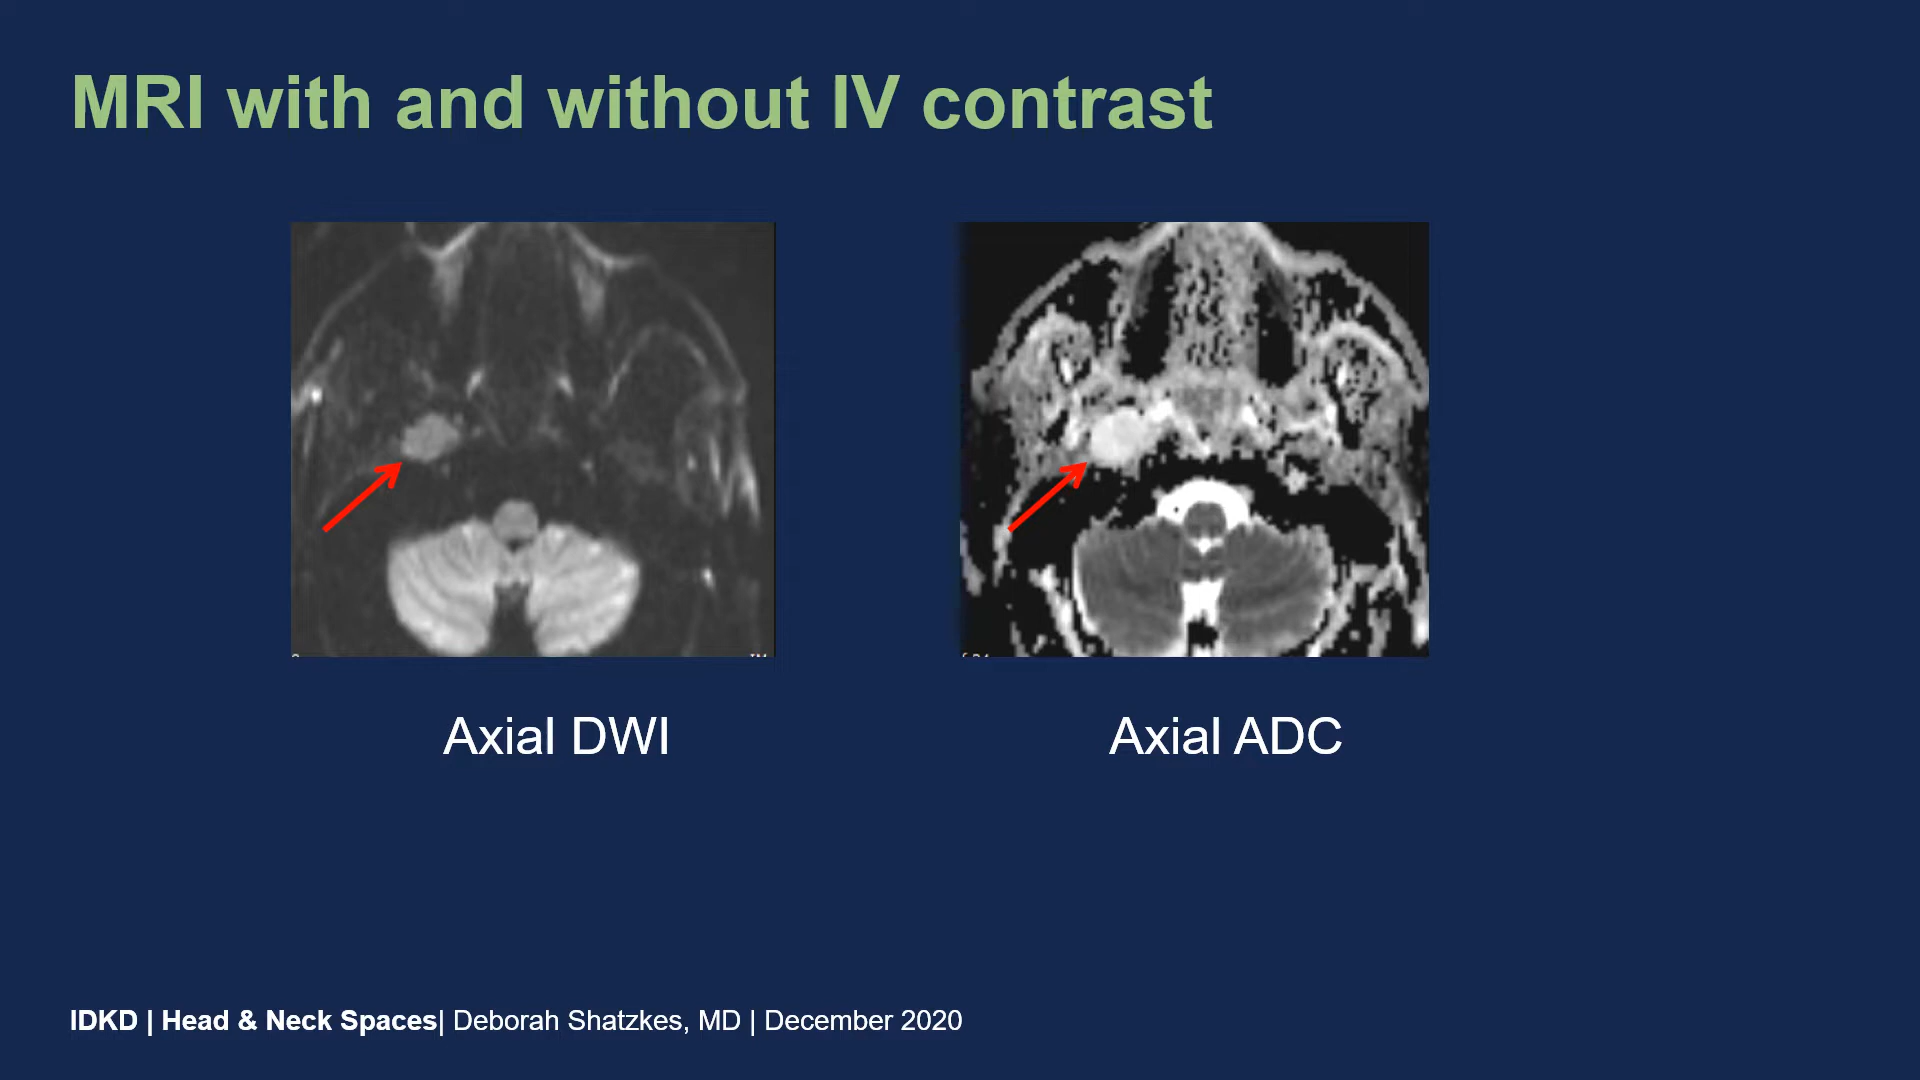 MRI with and without IV contrast
Axial DWI
Axial ADC
IDKD | Head & Neck Spaces| Deborah Shatzkes, MD | December 2020